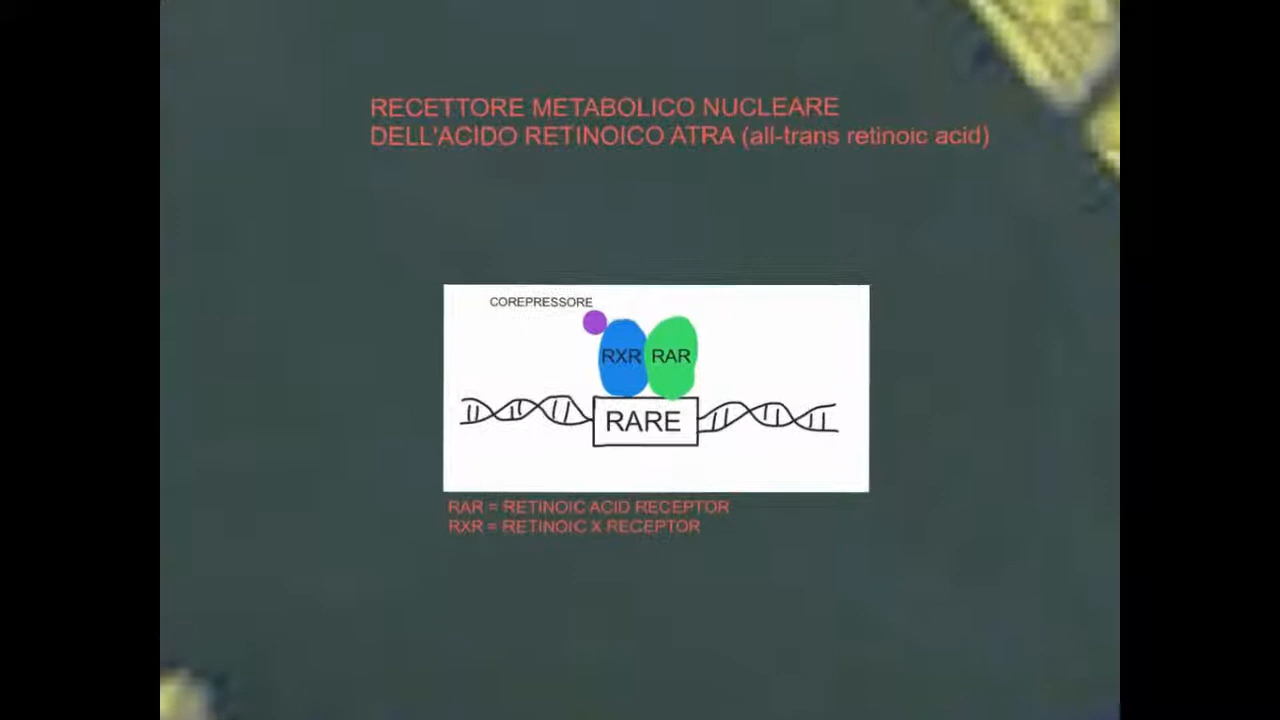 RECETTORE METABOLICO NUCLEARE
DELL'ACIDO RETINOICO ATRA (all-trans retinoic acid)
COREPRESSORE
RXR RAR
RARE
RAR = RETINOIC ACID RECEPTOR
RXR = RETINOIC X RECEPTOR